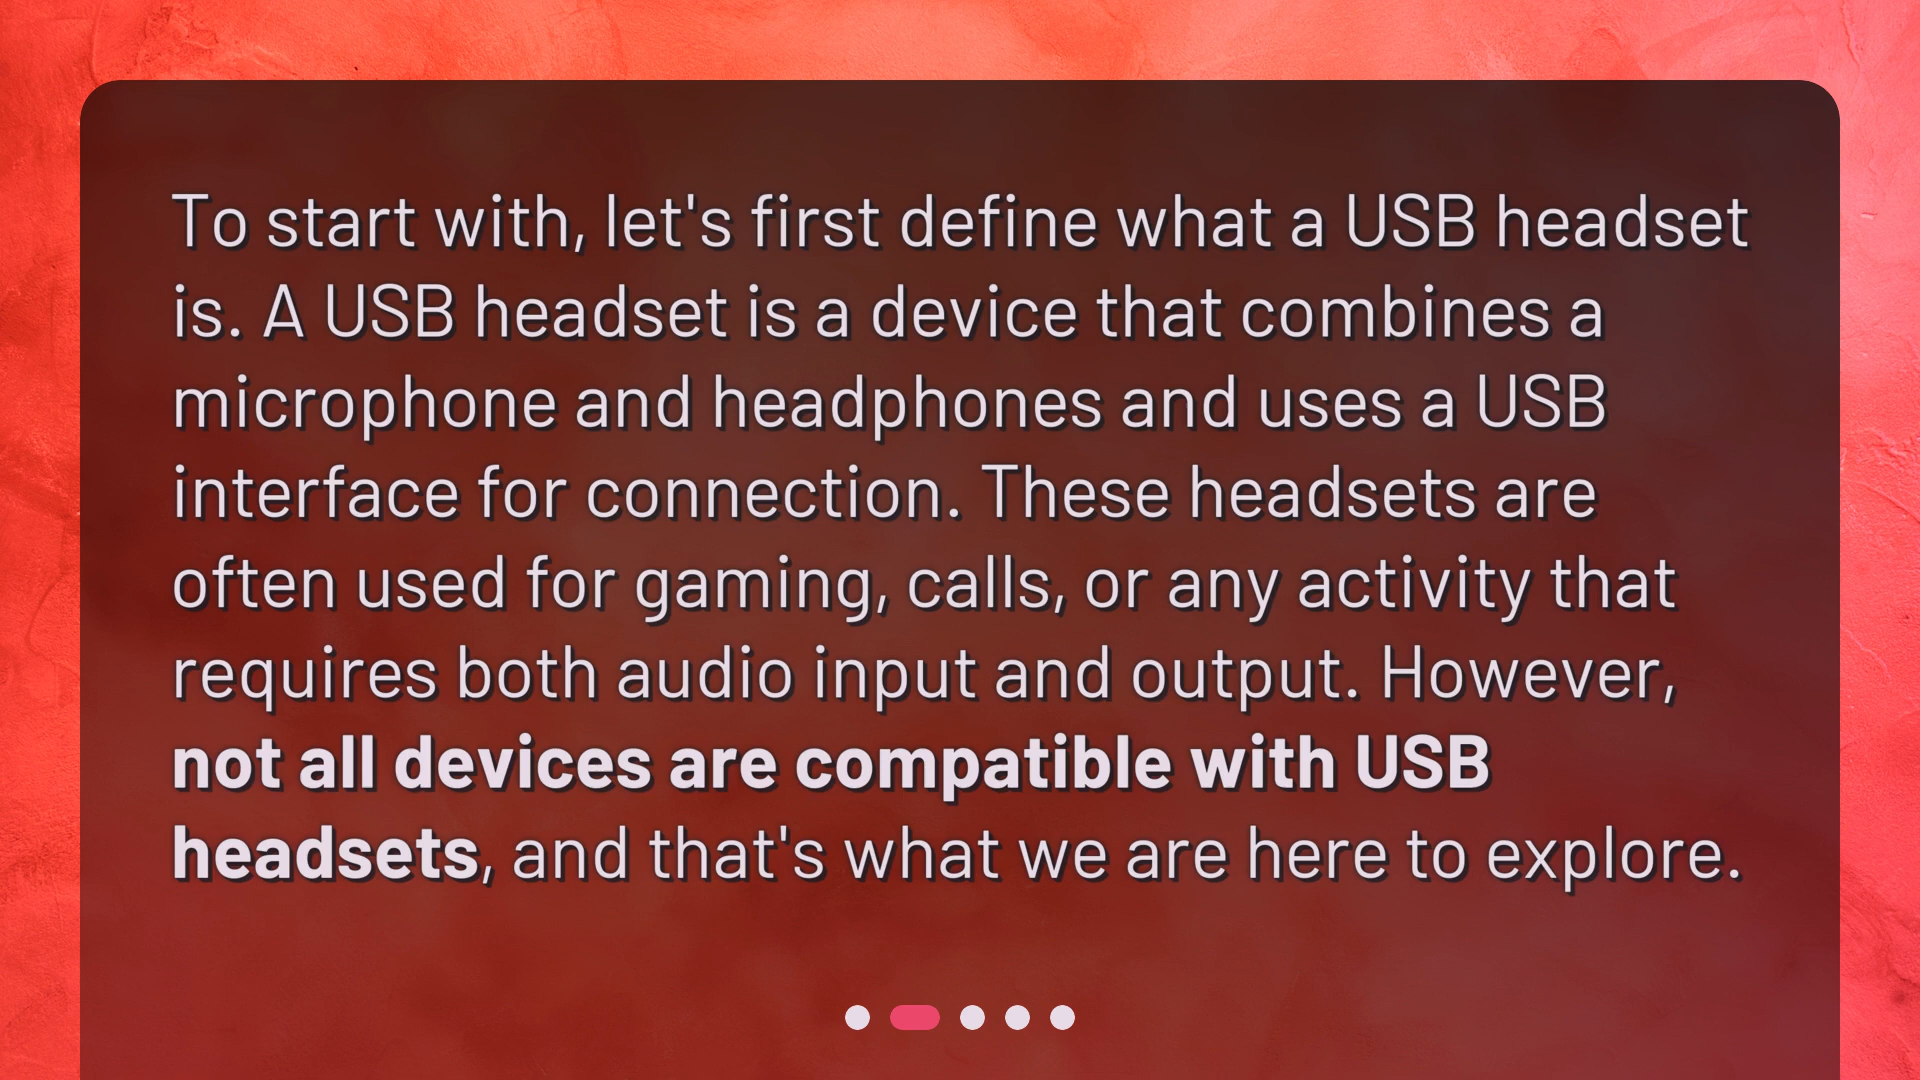 To start with, let's first define what a USB headset
is. A USB headset is a device that combines a
microphone and headphones and uses a USB
interface for connection. These headsets are
often used for gaming, calls, or any activity that
requires both audio input and output. However,
not all devices are compatible with USB
headsets, and that's what we are here to explore.